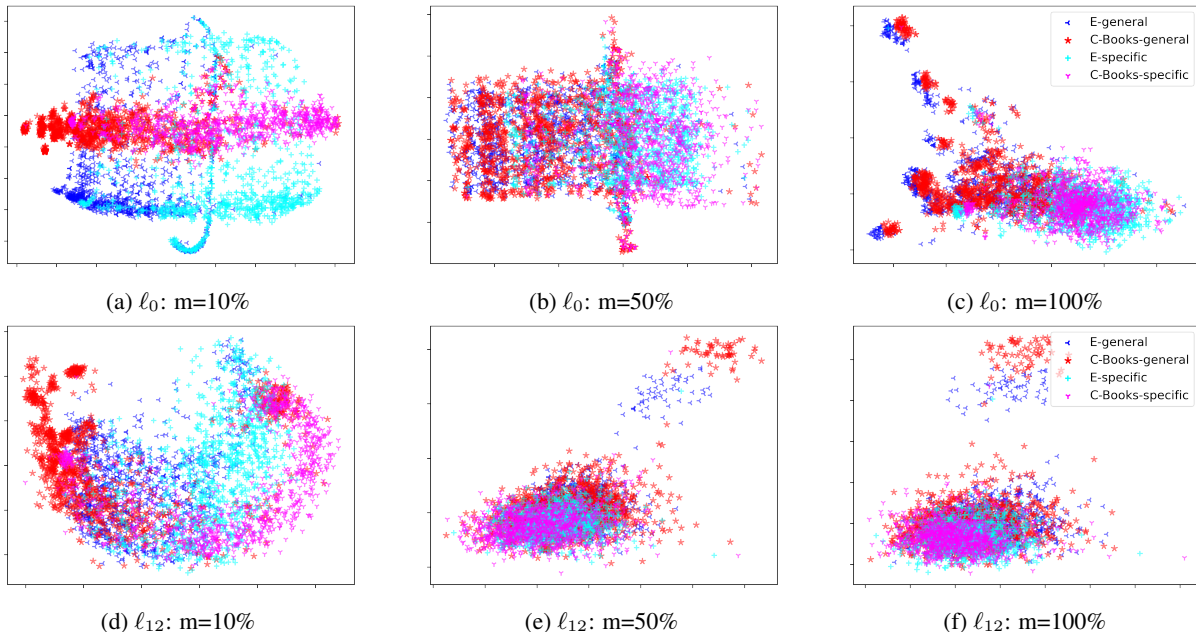 E-general
C-Books-general
E-specific
C-Books-specific
(a) ℓ0: m=10%
(b) ℓ0: m=50%
(c) ℓ0: m=100%
E-general
C-Books-general
E-specific
C-Books-specific
(d) ℓ12: m=10%
(e) ℓ12: m=50%
(f) ℓ12: m=100%